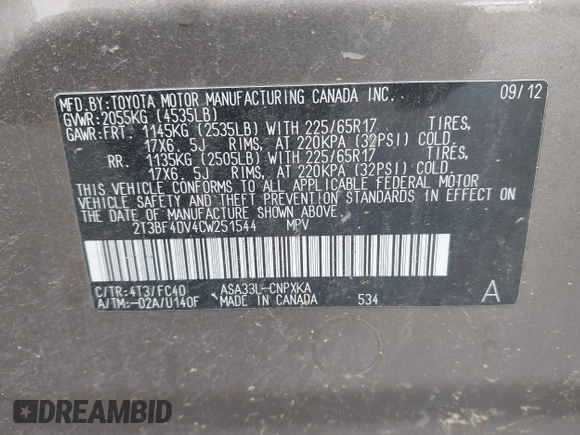 MFD.BY:TOYOTA MOTOR MANUFACTURING CANADA INC. 09/12
GVWR:2055KG (4535LB)
GAWR:FRT. 1145KG (2535LB) WITH 225/65R17 TIRES,
17X6. 5J RIMS, AT 220KPA (32PSI) COLD
RR. 1135KG (2505LB) WITH 225/65R17 TIRES,
17X6. 5J RIMS, AT 220KPA (32PSI) COLD
THIS VEHICLE CONFORMS TO ALL APPLICABLE FEDERAL MOTOR
VEHICLE SAFETY AND THEFT PREVENTION STANDARDS IN EFFECT
ON THE DATE OF MANUFACTURE SHOWN ABOVE.
2T3BF4DV4CW251544 MPV
C/TR:4T3/FC40 ASA33L-CNPXKA
A/TM:-02A/U140F MADE IN CANADA 534 A
DREAMBID